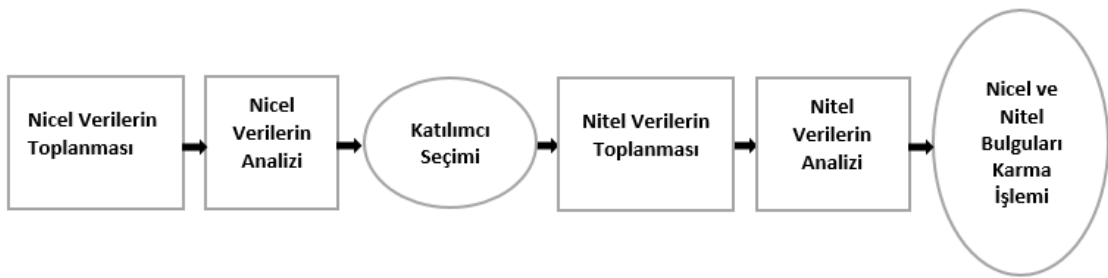 Nicel Verilerin
Toplanması
Nicel
Verilerin
Analizi
Katılımcı
Seçimi
Nitel Verilerin
Toplanması
Nitel
Verilerin
Analizi
Nicel ve
Nitel
Bulguları
Karma
İşlemi